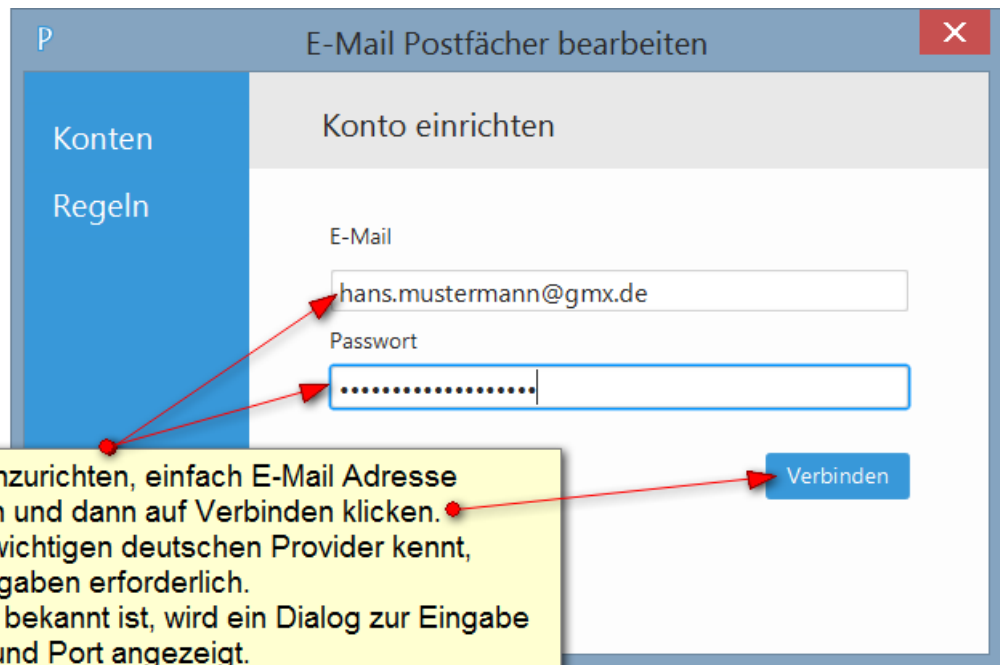 P
E-Mail Postfächer bearbeiten
Konten
Regeln
Konto einrichten
E-Mail
hans.mustermann@gmx.de
Passwort
•••••••••••••••••••
Verbinden
nzurichten, einfach E-Mail Adresse
und dann auf Verbinden klicken.
wichtigen deutschen Provider kennt,
gaben erforderlich.
bekannt ist, wird ein Dialog zur Eingabe
und Port angezeigt.